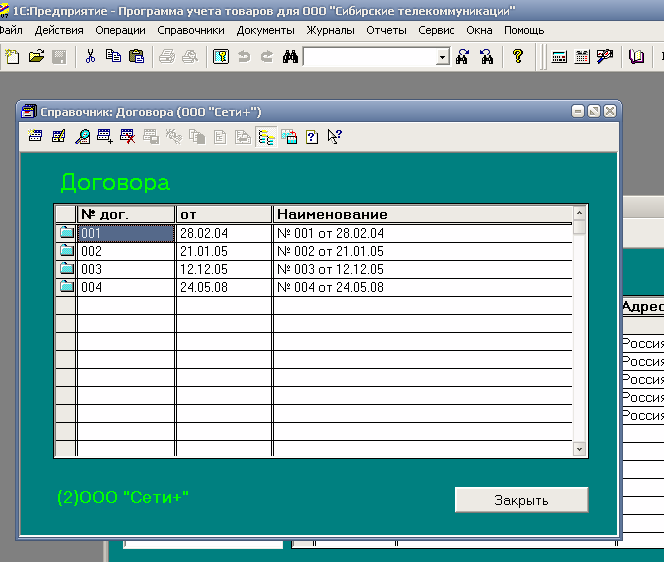 1С:Предприятие - Программа учета товаров для ООО "Сибирские телекоммуникации"
Файл Действия Операции Справочники Документы Журналы Отчеты Сервис Окна Помощь
Справочник: Договора (ООО "Сети+")
Договора
№ дог. от Наименование
001 28.02.04 № 001 от 28.02.04
002 21.01.05 № 002 от 21.01.05
003 12.12.05 № 003 от 12.12.05
004 24.05.08 № 004 от 24.05.08
(2)ООО "Сети+"
Закрыть
Адрес
Россия
Россия
Россия
Россия
Россия